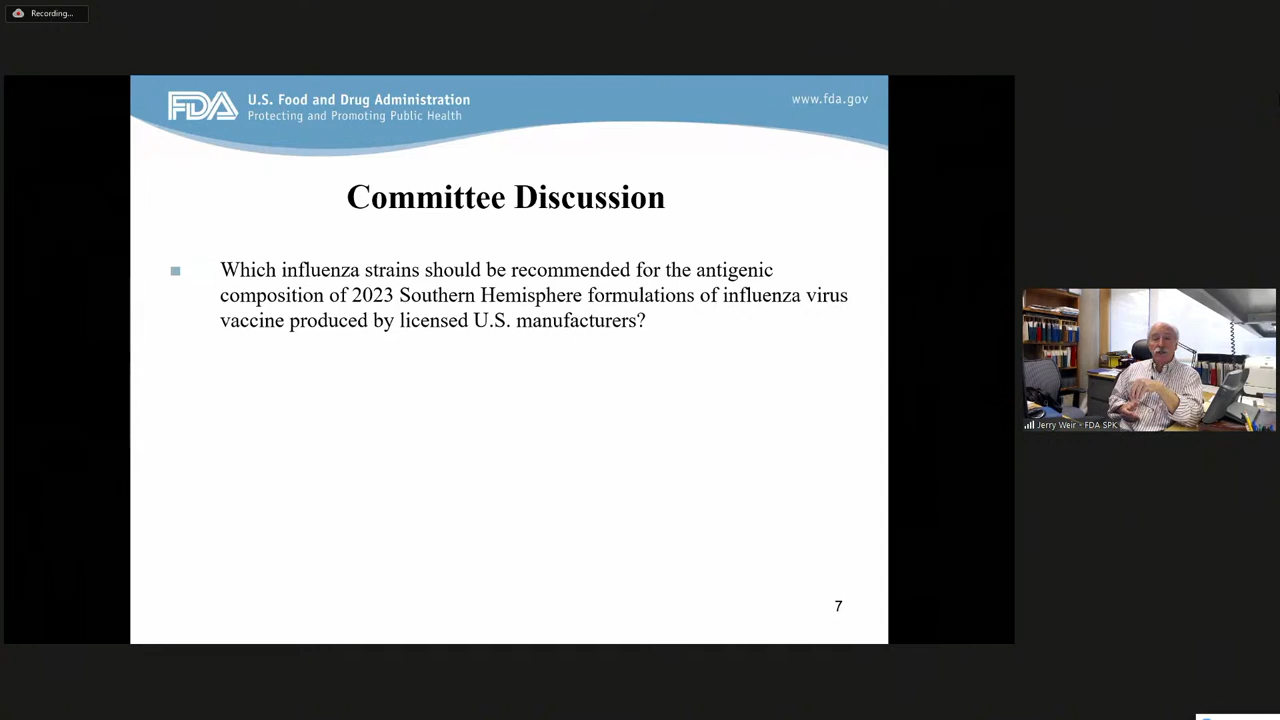 Recording...
FDA U.S. Food and Drug Administration
Protecting and Promoting Public Health
www.fda.gov
Committee Discussion
Which influenza strains should be recommended for the antigenic
composition of 2023 Southern Hemisphere formulations of influenza virus
vaccine produced by licensed U.S. manufacturers?
Jerry Weir - FDA SPK
7